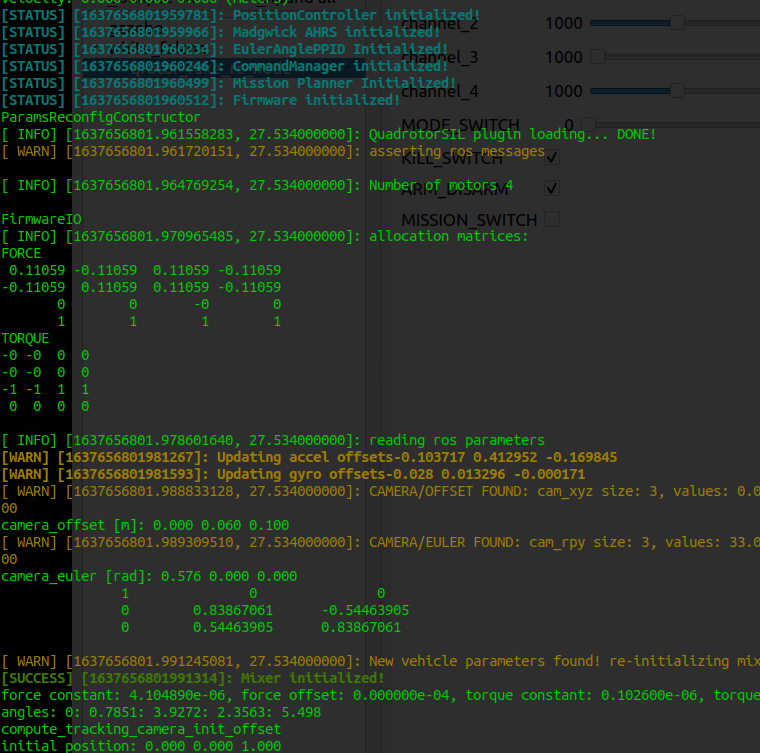 velocity: 0.000 0.000 0.000 (meters)
[STATUS] [1637656801959781]: PositionController initialized!
[STATUS] [1637656801959966]: Madgwick AHRS initialized!
[STATUS] [1637656801960234]: EulerAnglePPID Initialized!
[STATUS] [1637656801960246]: CommandManager initialized!
[STATUS] [1637656801960499]: Mission Planner Initialized!
[STATUS] [1637656801960512]: Firmware initialized!
ParamsReconfigConstructor
[ INFO] [1637656801.961558283, 27.534000000]: QuadrotorSIL plugin loading... DONE!
[ WARN] [1637656801.961720151, 27.534000000]: asserting ros messages
[ INFO] [1637656801.964769254, 27.534000000]: Number of motors 4
FirmwareIO
[ INFO] [1637656801.970965485, 27.534000000]: allocation matrices:
FORCE
0.11059 -0.11059 0.11059 -0.11059
-0.11059 0.11059 0.11059 -0.11059
0 0 -0 0
1 1 1 1
TORQUE
-0 -0 0 0
-0 -0 0 0
-1 -1 1 1
0 0 0 0
[ INFO] [1637656801.978601640, 27.534000000]: reading ros parameters
[WARN] [1637656801981267]: Updating accel offsets-0.103717 0.412952 -0.169845
[WARN] [1637656801981593]: Updating gyro offsets-0.028 0.013296 -0.000171
[ WARN] [1637656801.988833128, 27.534000000]: CAMERA/OFFSET FOUND: cam_xyz size: 3, values: 0.0
00
camera_offset [m]: 0.000 0.060 0.100
[ WARN] [1637656801.989309510, 27.534000000]: CAMERA/EULER FOUND: cam_rpy size: 3, values: 33.0
00
camera_euler [rad]: 0.576 0.000 0.000
1 0 0
0 0.83867061 -0.54463905
0 0.54463905 0.83867061
[ WARN] [1637656801.991245081, 27.534000000]: New vehicle parameters found! re-initializing mix
[SUCCESS] [1637656801991314]: Mixer initialized!
force constant: 4.104890e-06, force offset: 0.000000e-04, torque constant: 0.102600e-06, torque
angles: 0: 0.7851: 3.9272: 2.3563: 5.498
compute_tracking_camera_init_offset
initial position: 0.000 0.000 1.000
channel_2 1000
channel_3 1000
channel_4 1000
MODE_SWITCH 0
KILL_SWITCH
ARM_DISARM
MISSION_SWITCH